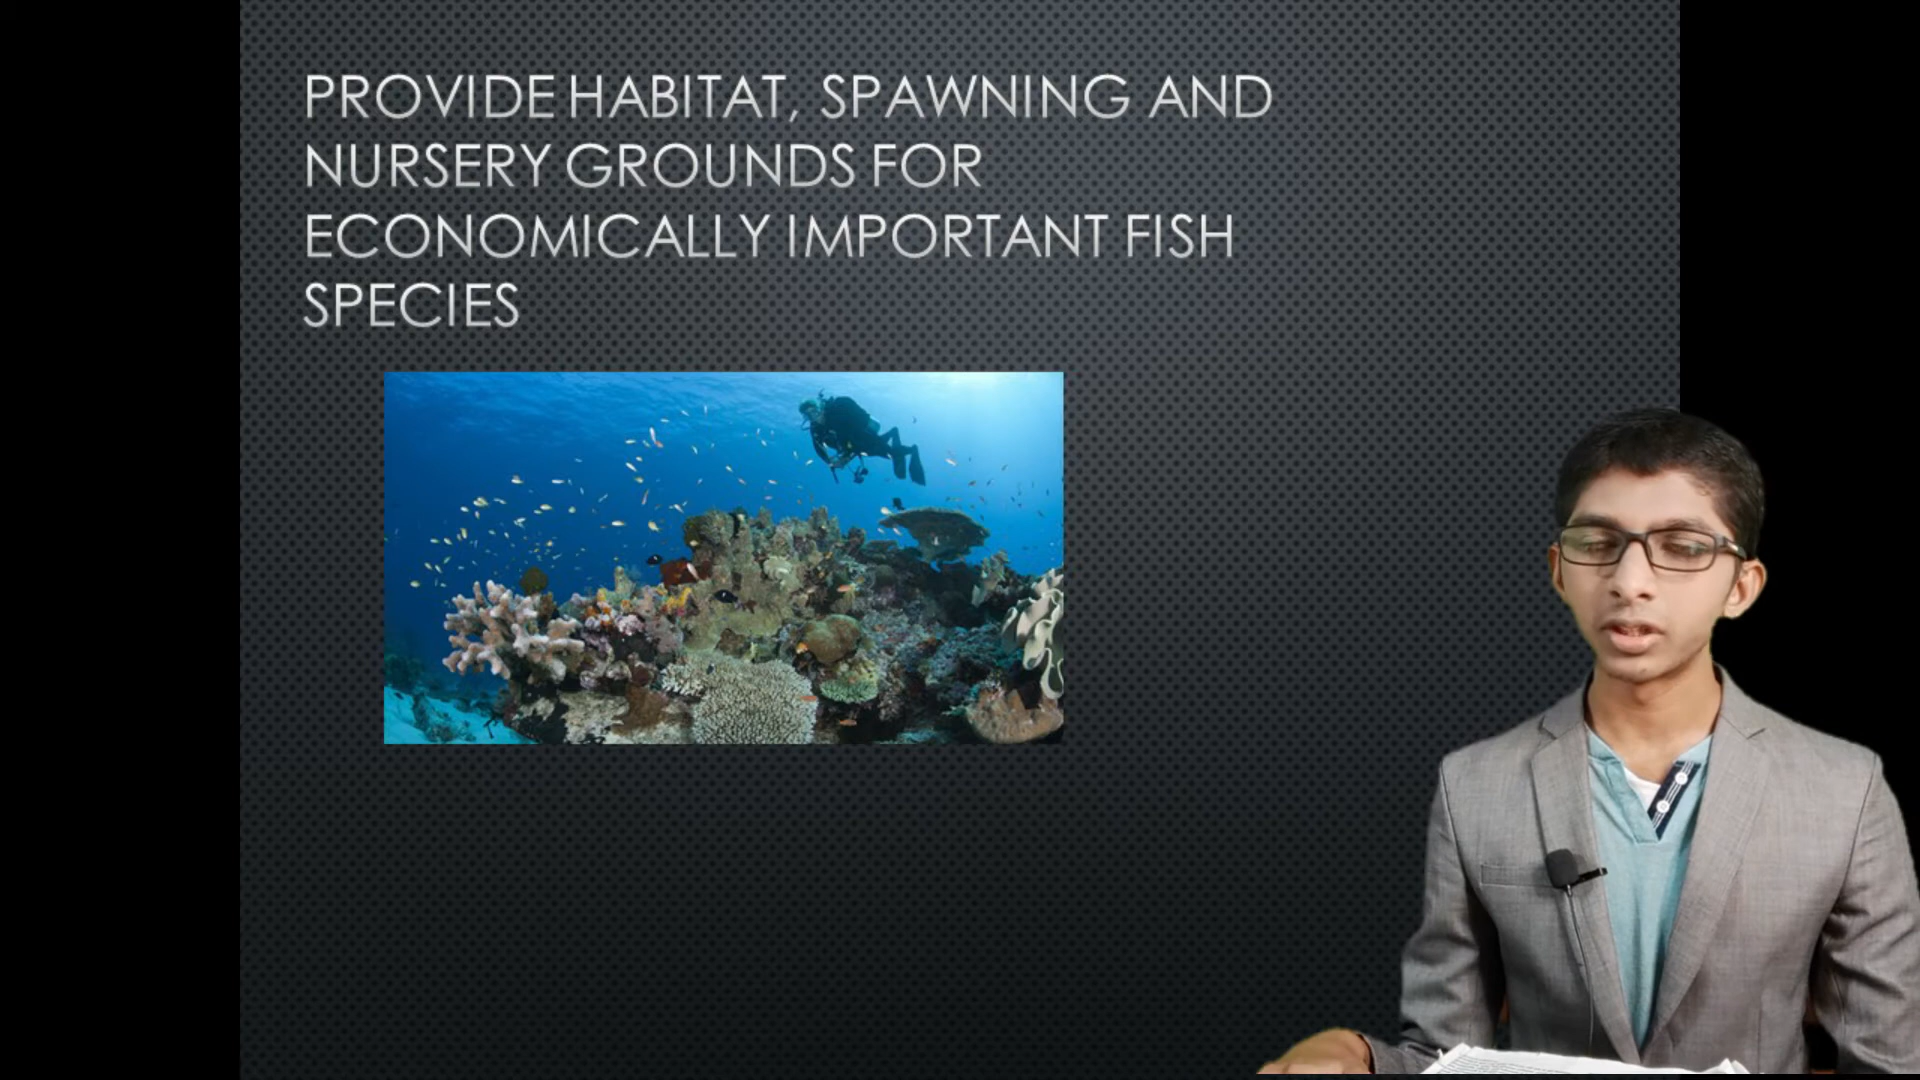 PROVIDE HABITAT, SPAWNING AND
NURSERY GROUNDS FOR
ECONOMICALLY IMPORTANT FISH
SPECIES